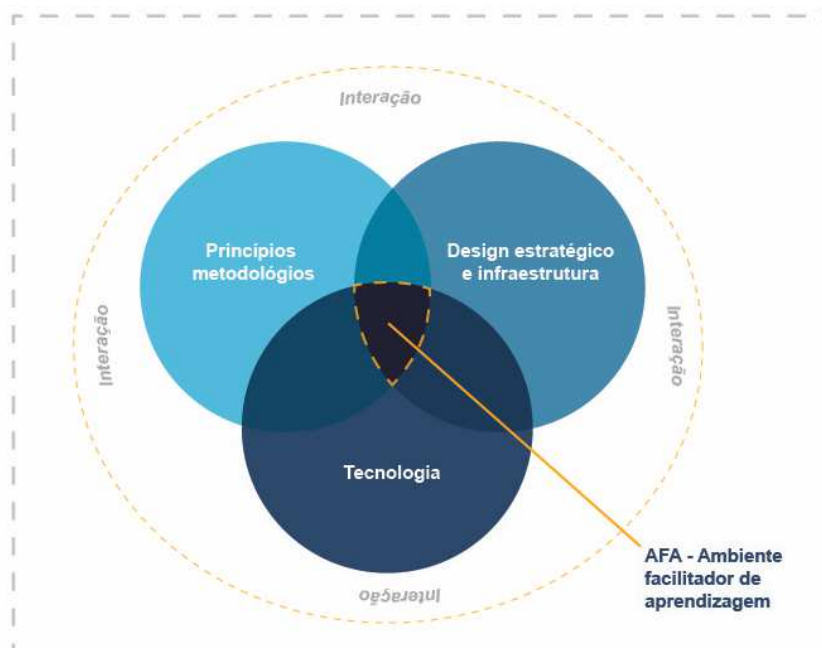 Interação
Princípios
metodológios
Design estratégico
e infraestrutura
Interação
Interação
Tecnologia
AFA - Ambiente
facilitador de
aprendizagem
Interação